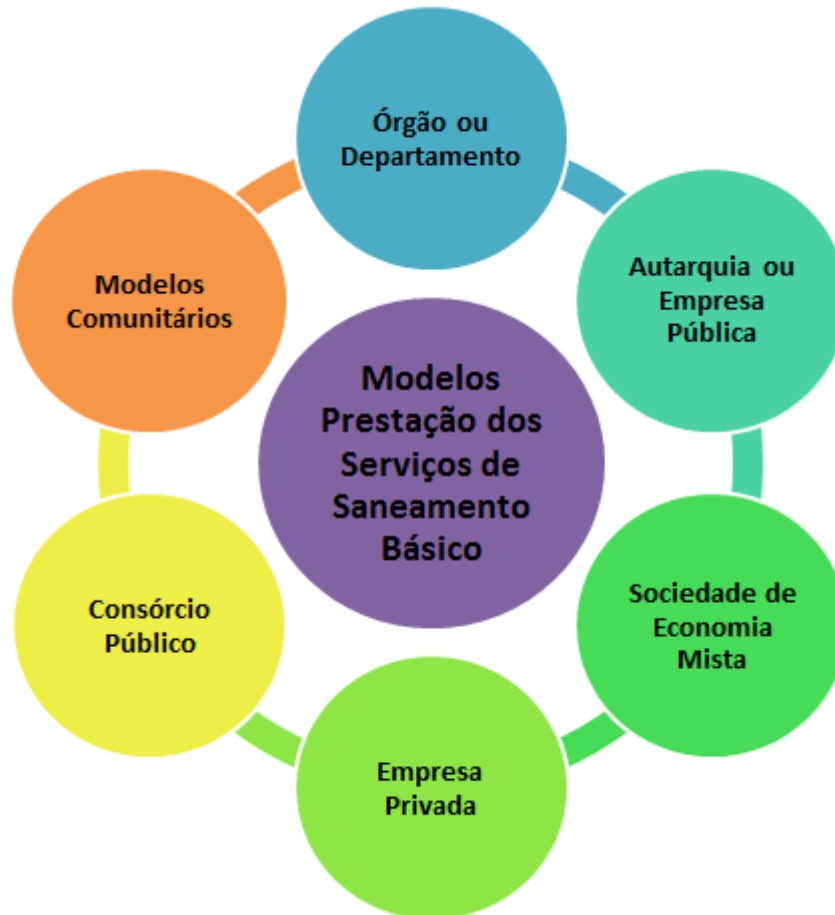 Órgão ou
Departamento
Autarquia ou
Empresa
Pública
Sociedade de
Economia
Mista
Empresa
Privada
Consórcio
Público
Modelos
Comunitários
Modelos
Prestação dos
Serviços de
Saneamento
Básico